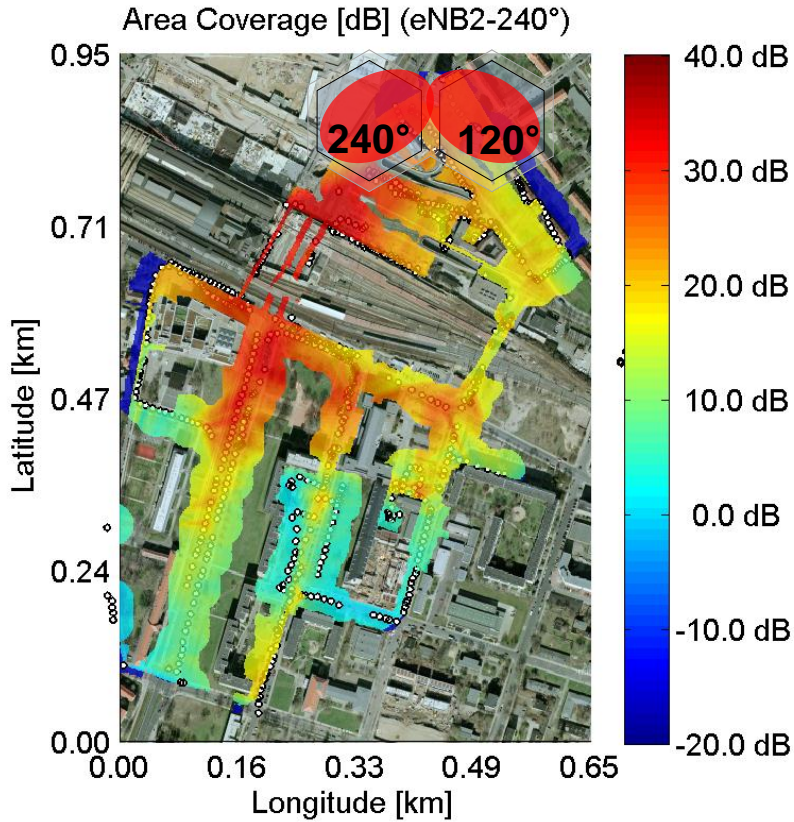 Area Coverage [dB] (eNB2-240°)
0.95
0.71
0.47
0.24
0.00
Latitude [km]
240°
120°
0.00 0.16 0.33 0.49 0.65
Longitude [km]
40.0 dB
30.0 dB
20.0 dB
10.0 dB
0.0 dB
-10.0 dB
-20.0 dB